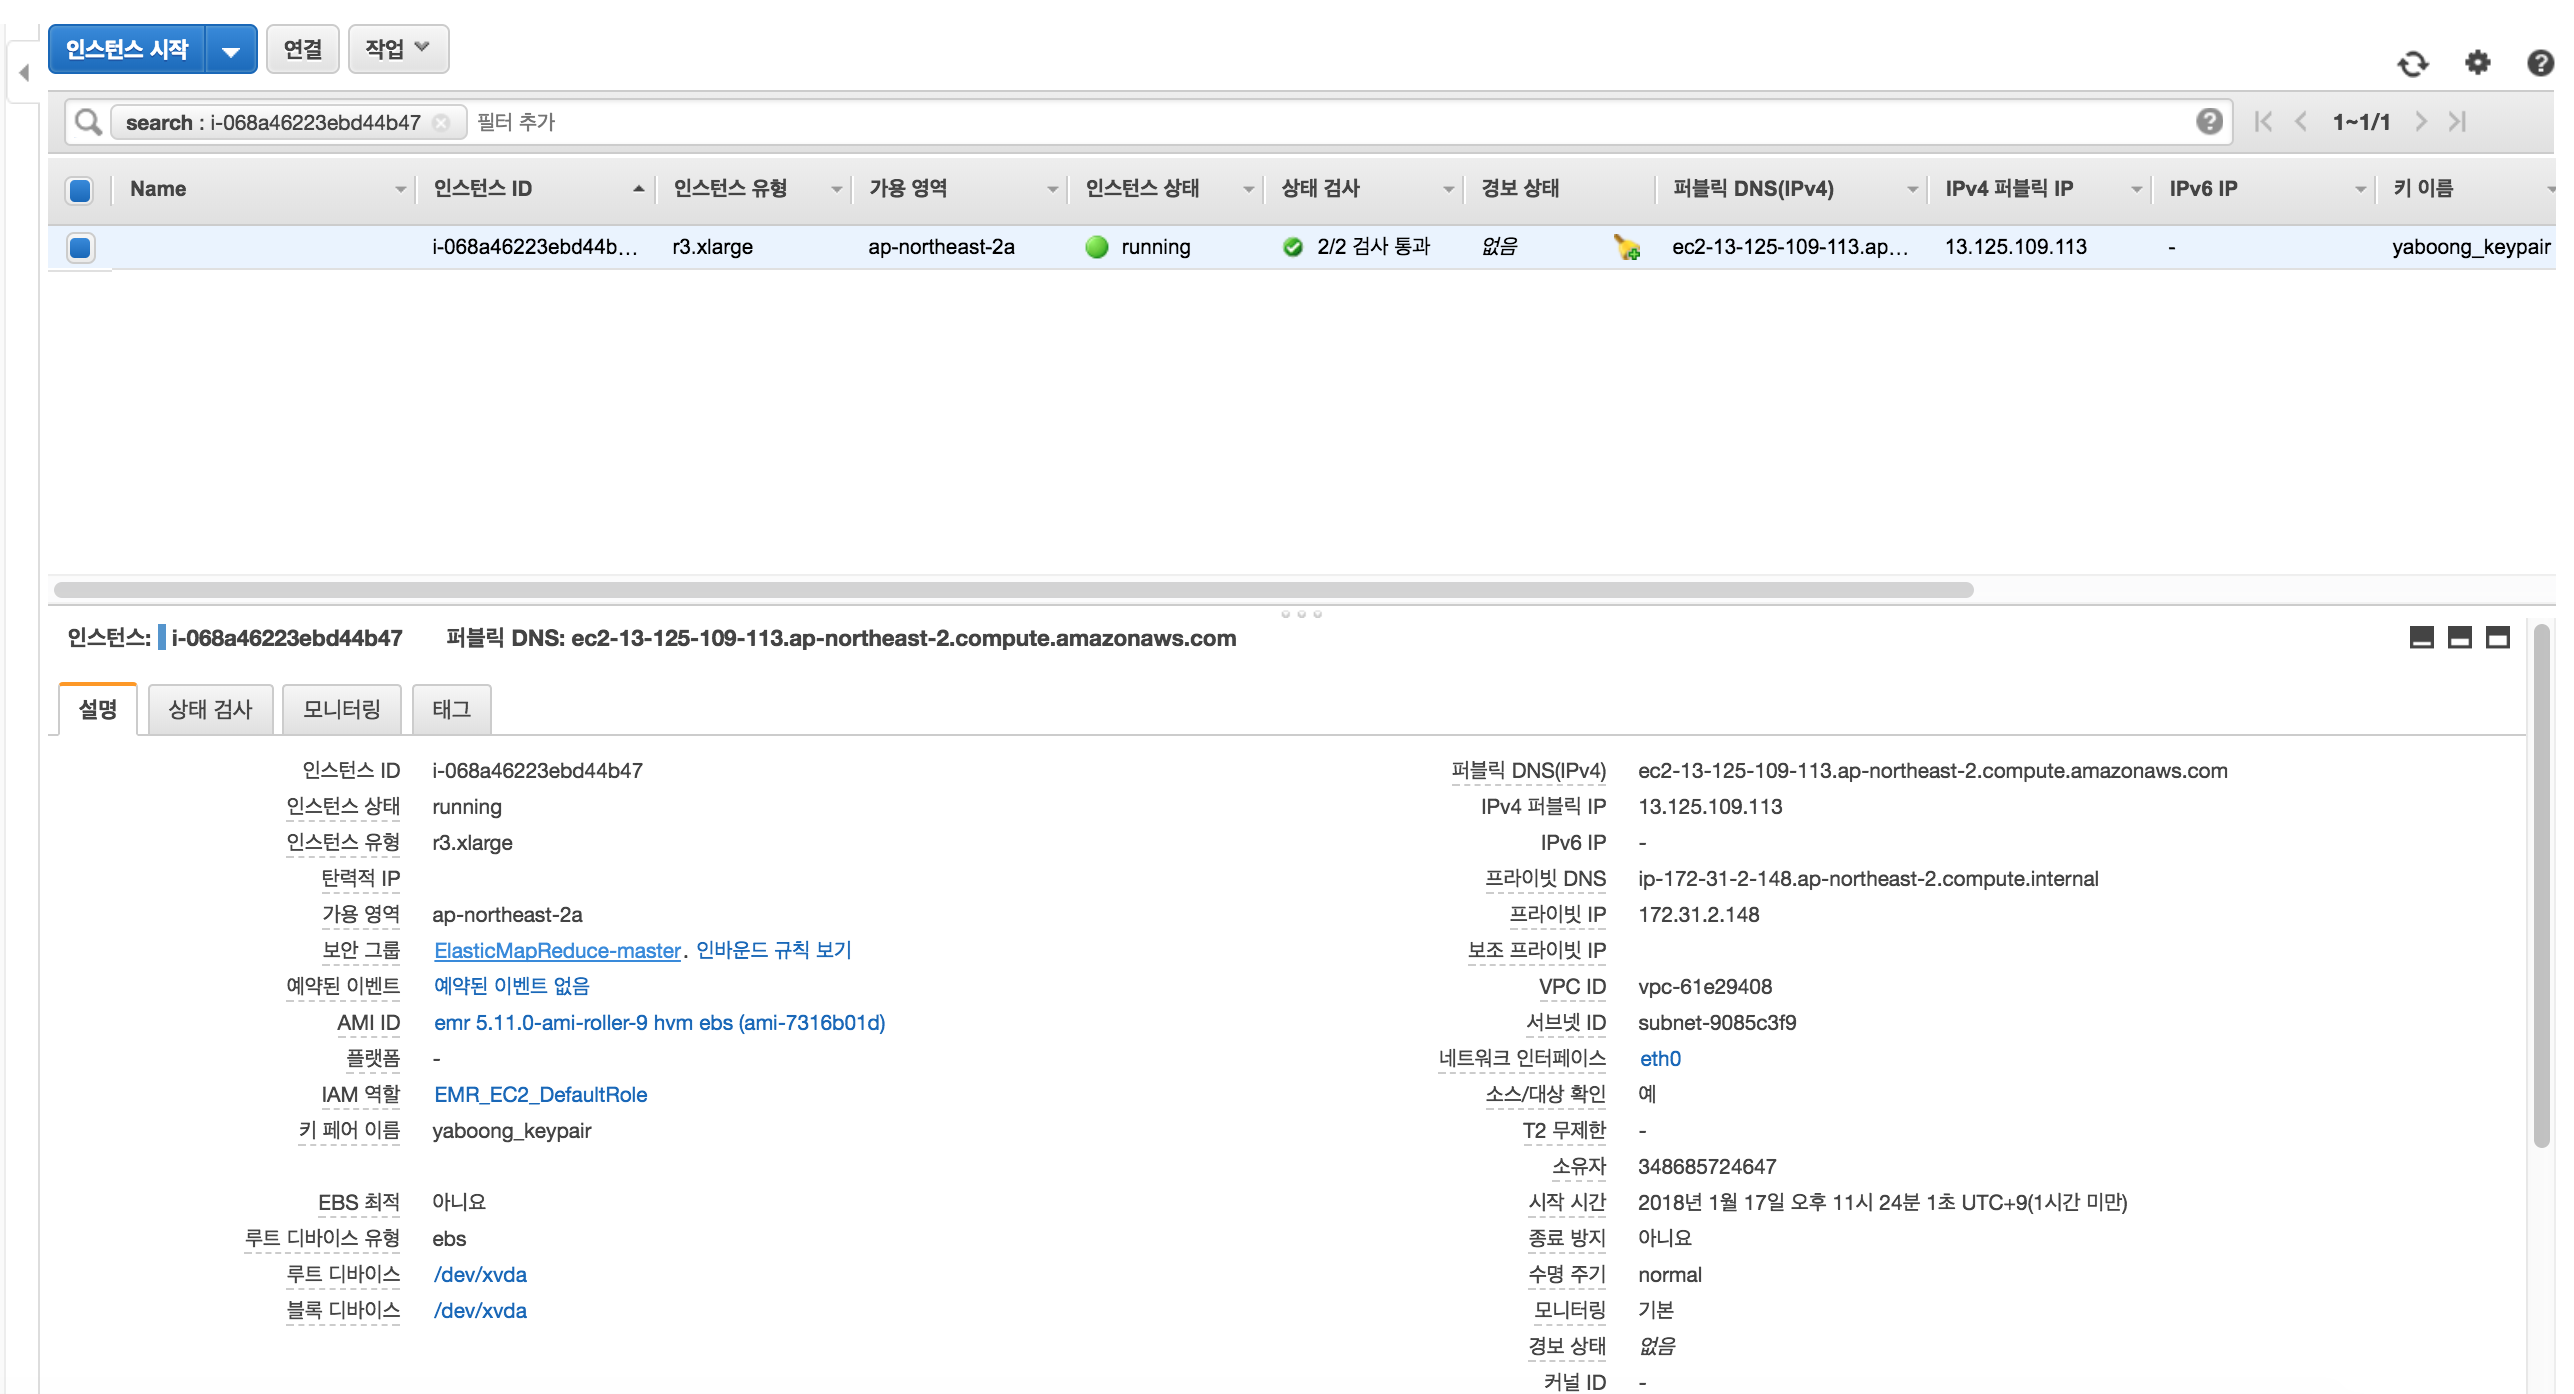 인스턴스 시작 연결 작업
search : i-068a46223ebd44b47 필터 추가 1~1/1
Name 인스턴스 ID 인스턴스 유형 가용 영역 인스턴스 상태 상태 검사 경보 상태 퍼블릭 DNS(IPv4) IPv4 퍼블릭 IP IPv6 IP 키 이름
i-068a46223ebd44b... r3.xlarge ap-northeast-2a running 2/2 검사 통과 없음 ec2-13-125-109-113.ap... 13.125.109.113 - yaboong_keypair
인스턴스: i-068a46223ebd44b47 퍼블릭 DNS: ec2-13-125-109-113.ap-northeast-2.compute.amazonaws.com
설명 상태 검사 모니터링 태그
인스턴스 ID i-068a46223ebd44b47
인스턴스 상태 running
인스턴스 유형 r3.xlarge
탄력적 IP
가용 영역 ap-northeast-2a
보안 그룹 ElasticMapReduce-master. 인바운드 규칙 보기
예약된 이벤트 예약된 이벤트 없음
AMI ID emr 5.11.0-ami-roller-9 hvm ebs (ami-7316b01d)
플랫폼 -
IAM 역할 EMR_EC2_DefaultRole
키 페어 이름 yaboong_keypair
EBS 최적 아니요
루트 디바이스 유형 ebs
루트 디바이스 /dev/xvda
블록 디바이스 /dev/xvda
퍼블릭 DNS(IPv4) ec2-13-125-109-113.ap-northeast-2.compute.amazonaws.com
IPv4 퍼블릭 IP 13.125.109.113
IPv6 IP -
프라이빗 DNS ip-172-31-2-148.ap-northeast-2.compute.internal
프라이빗 IP 172.31.2.148
보조 프라이빗 IP
VPC ID vpc-61e29408
서브넷 ID subnet-9085c3f9
네트워크 인터페이스 eth0
소스/대상 확인 예
T2 무제한 -
소유자 348685724647
시작 시간 2018년 1월 17일 오후 11시 24분 1초 UTC+9(1시간 미만)
종료 방지 아니요
수명 주기 normal
모니터링 기본
경보 상태 없음
커널 ID -